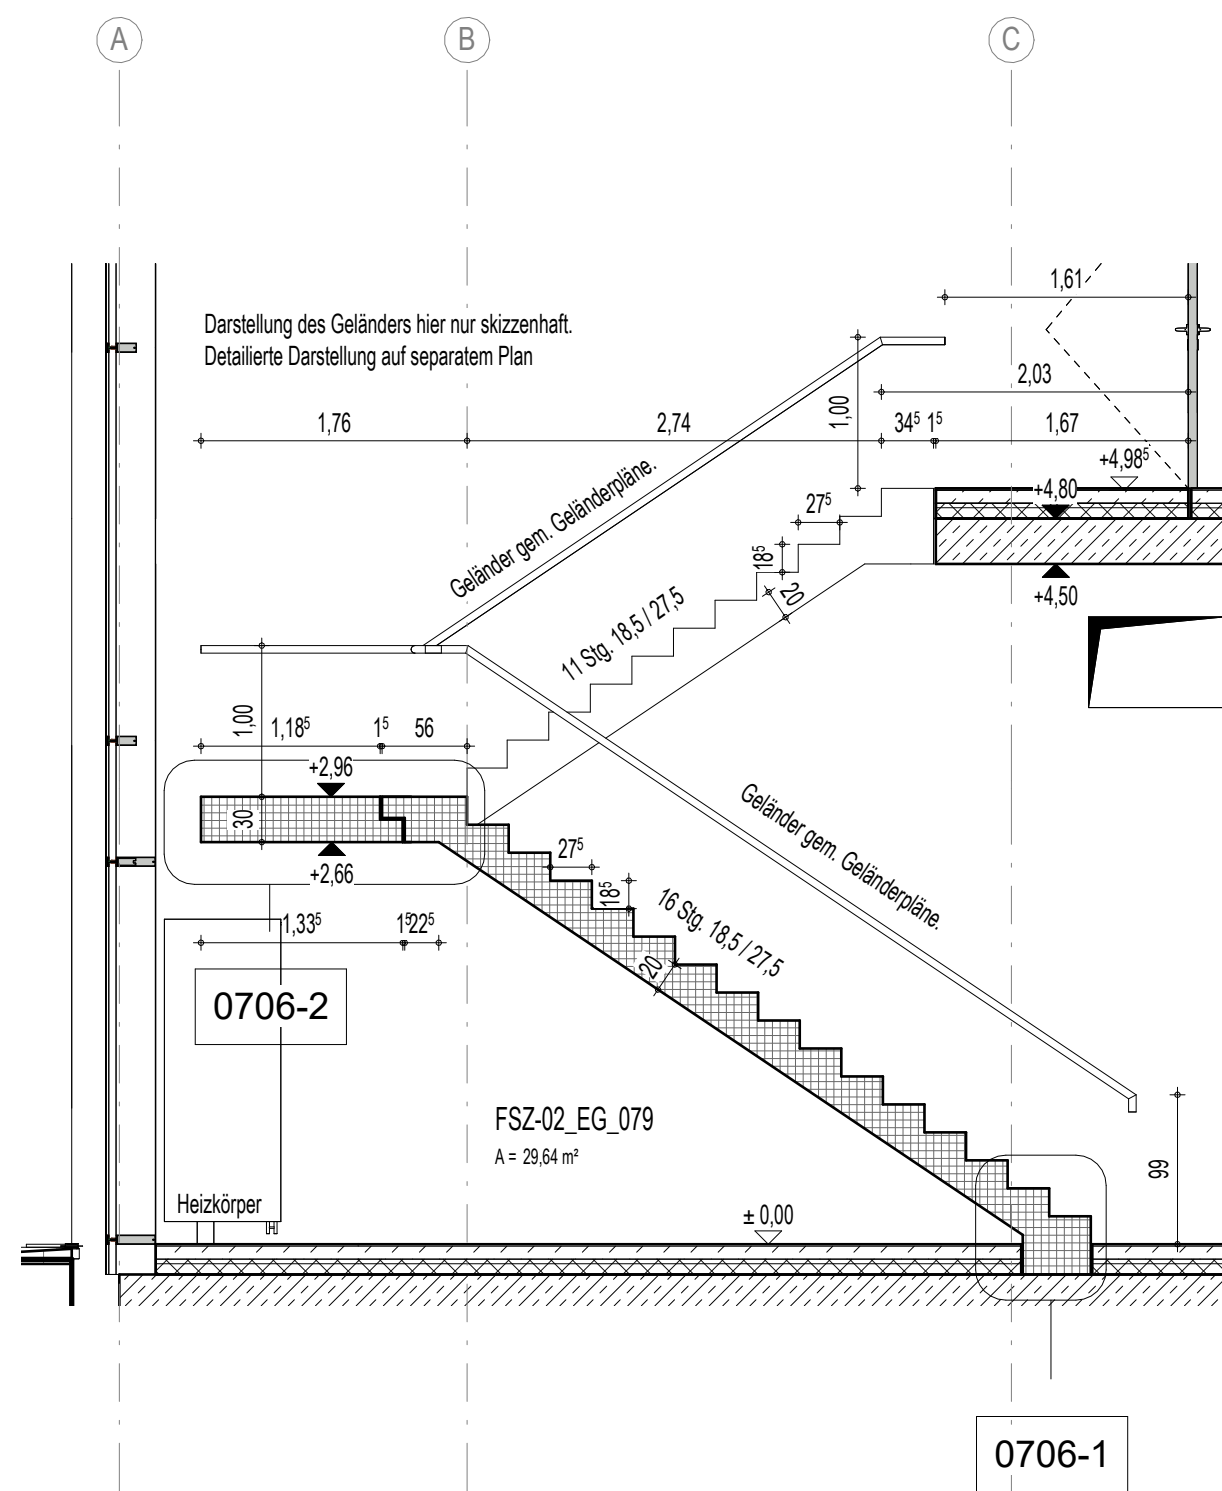 A
B
C
1,61
Darstellung des Geländers hier nur skizzenhaft.
Detailierte Darstellung auf separatem Plan
2,03
1,76
2,74
1,00
34⁵
1⁵
1,67
+4,98⁵
+4,80
Geländer gem. Geländerpläne.
27⁵
18⁵
20
+4,50
11 Stg. 18,5 / 27,5
1,00
1,18⁵
1⁵
56
+2,96
30
+2,66
Geländer gem. Geländerpläne.
27⁵
18⁵
16 Stg. 18,5 / 27,5
20
1,33⁵
1⁵
22⁵
0706-2
FSZ-02_EG_079
A = 29,64 m²
99
Heizkörper
± 0,00
0706-1